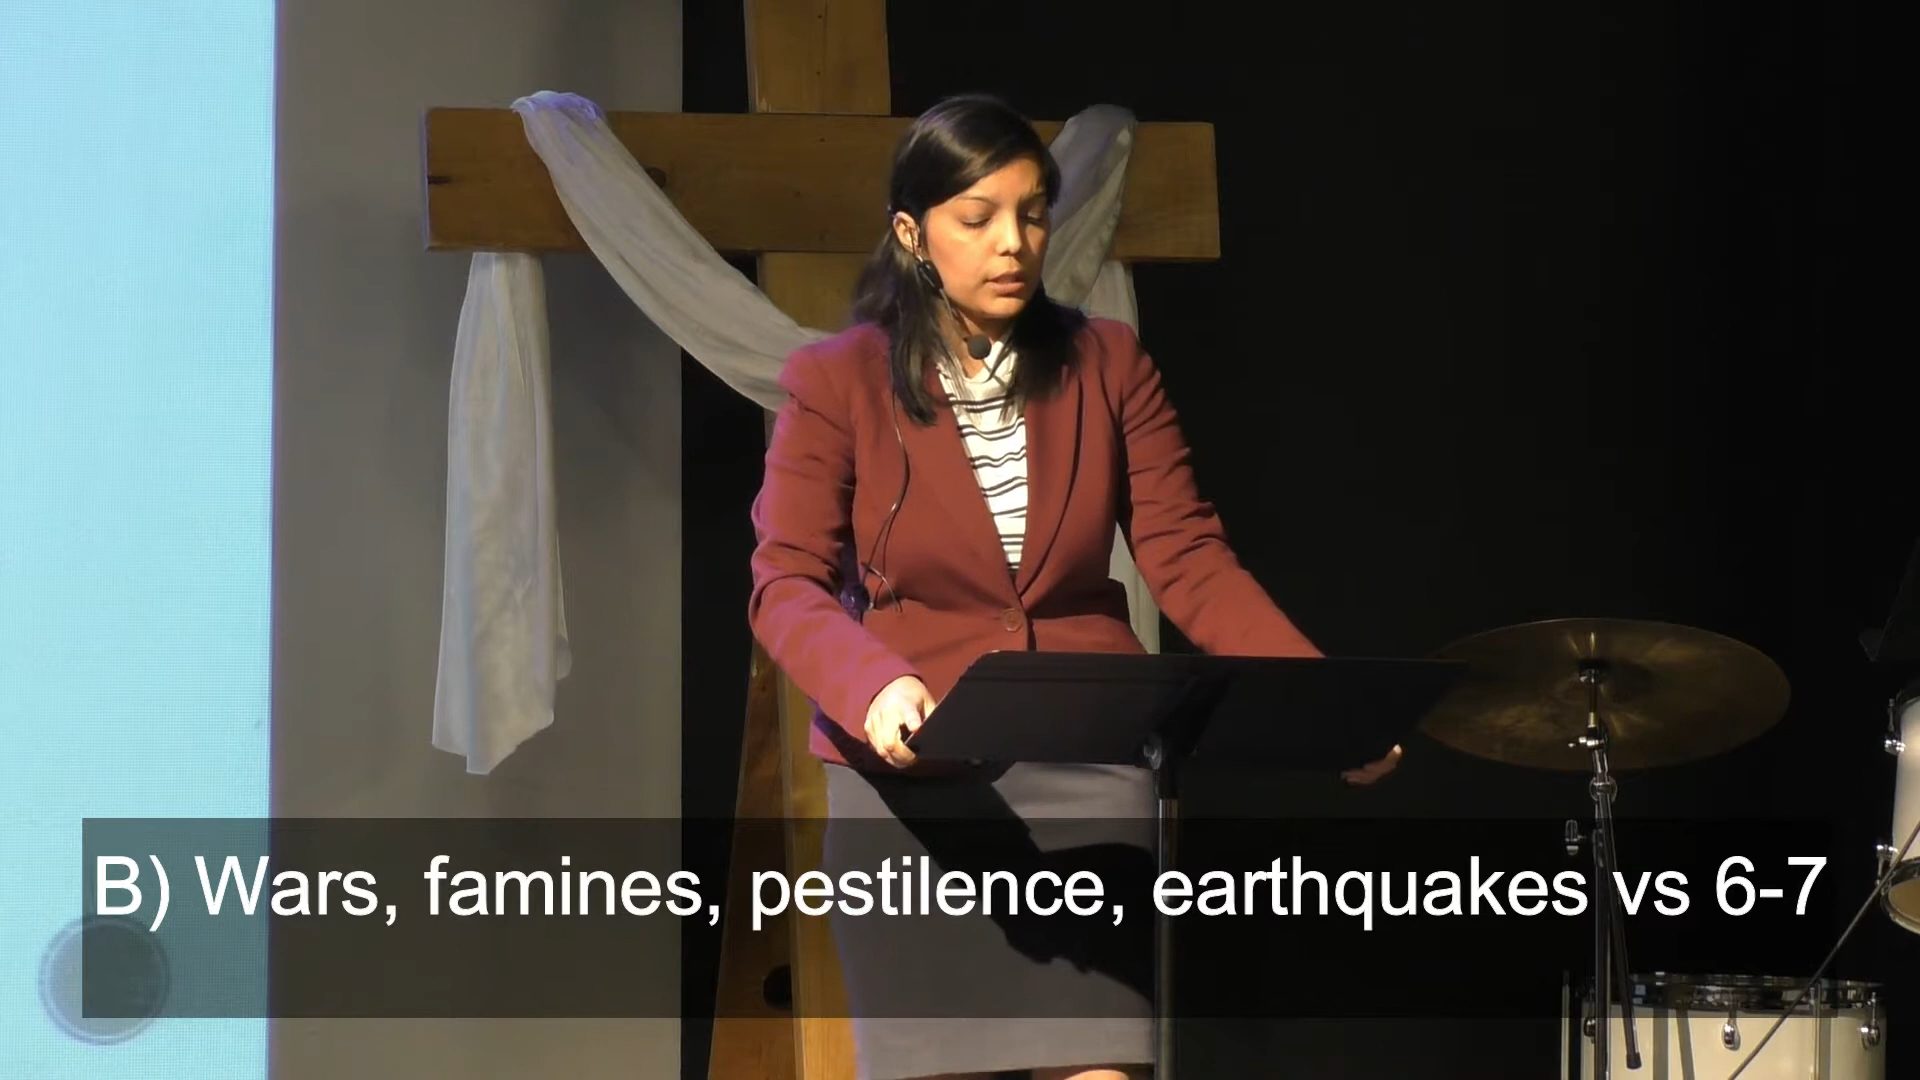 B) Wars, famines, pestilence, earthquakes vs 6-7